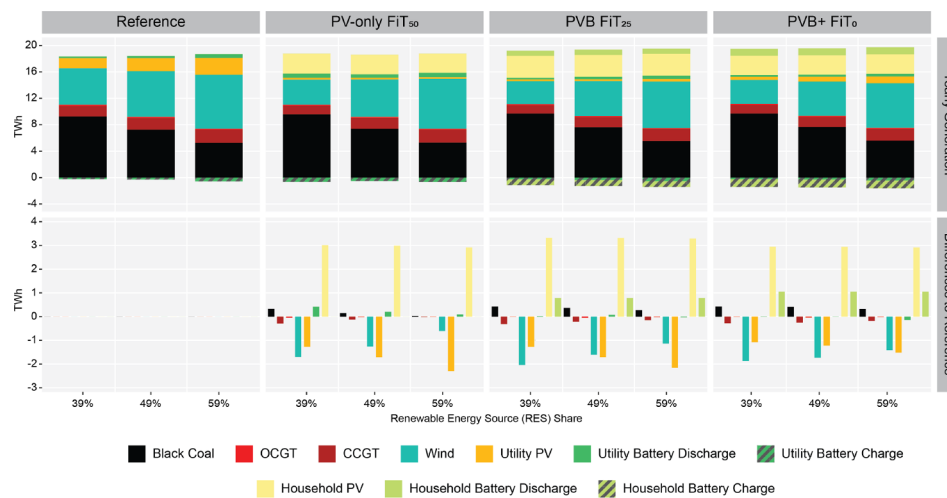 Reference
PV-only FiT₅₀
PVB FiT₂₅
PVB+ FiT₀
20
16
12
8
4
0
-4
TWh
4
3
2
1
0
-1
-2
-3
TWh
39% 49% 59% 39% 49% 59% 39% 49% 59% 39% 49% 59%
Renewable Energy Source (RES) Share
Black Coal OCGT CCGT Wind Utility PV Utility Battery Discharge Utility Battery Charge
Household PV Household Battery Discharge Household Battery Charge